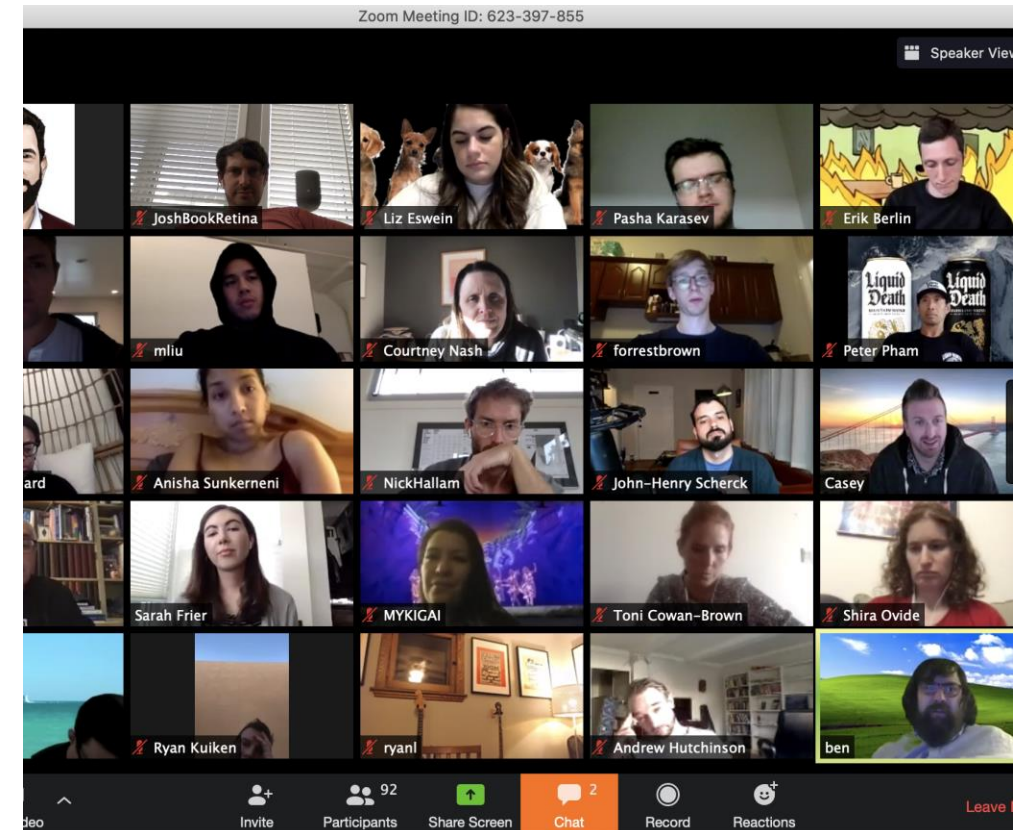 Zoom Meeting ID: 623-397-855
Speaker View
JoshBookRetina
Liz Eswein
Pasha Karasev
Erik Berlin
mliu
Courtney Nash
forrestbrown
Liquid Death
Liquid Death
Peter Pham
ard
Anisha Sunkerneni
NickHallam
John-Henry Scherck
Casey
Sarah Frier
MYKIGAI
Toni Cowan-Brown
Shira Ovide
Ryan Kuiken
ryanl
Andrew Hutchinson
ben
deo
Invite
92
Participants
Share Screen
2
Chat
Record
Reactions
Leave